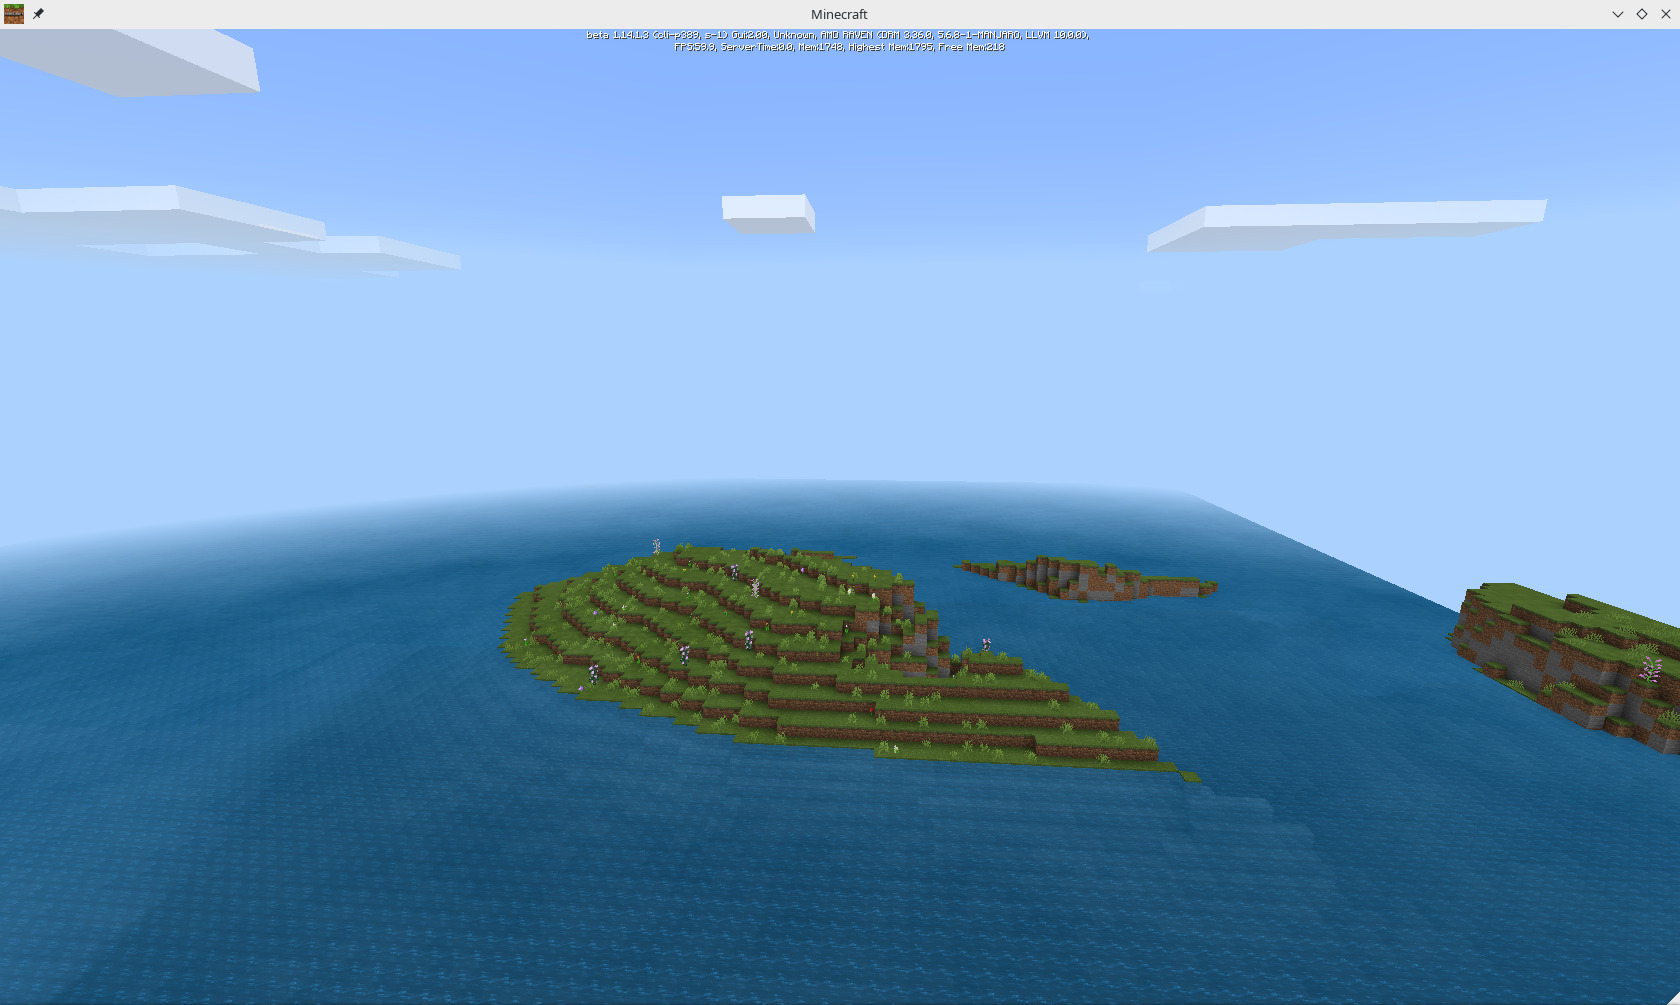 Minecraft
beta 1.14.1.3 (cli-p389, s-1) Gui:2.00, Unknown, AMD RAVEN (DRM 3.36.0, 5.6.8-1-MANJARO, LLVM 10.0.0),
FPS:59.9, ServerTime:0.0, Mem:1748, Highest Mem:1795, Free Mem:218